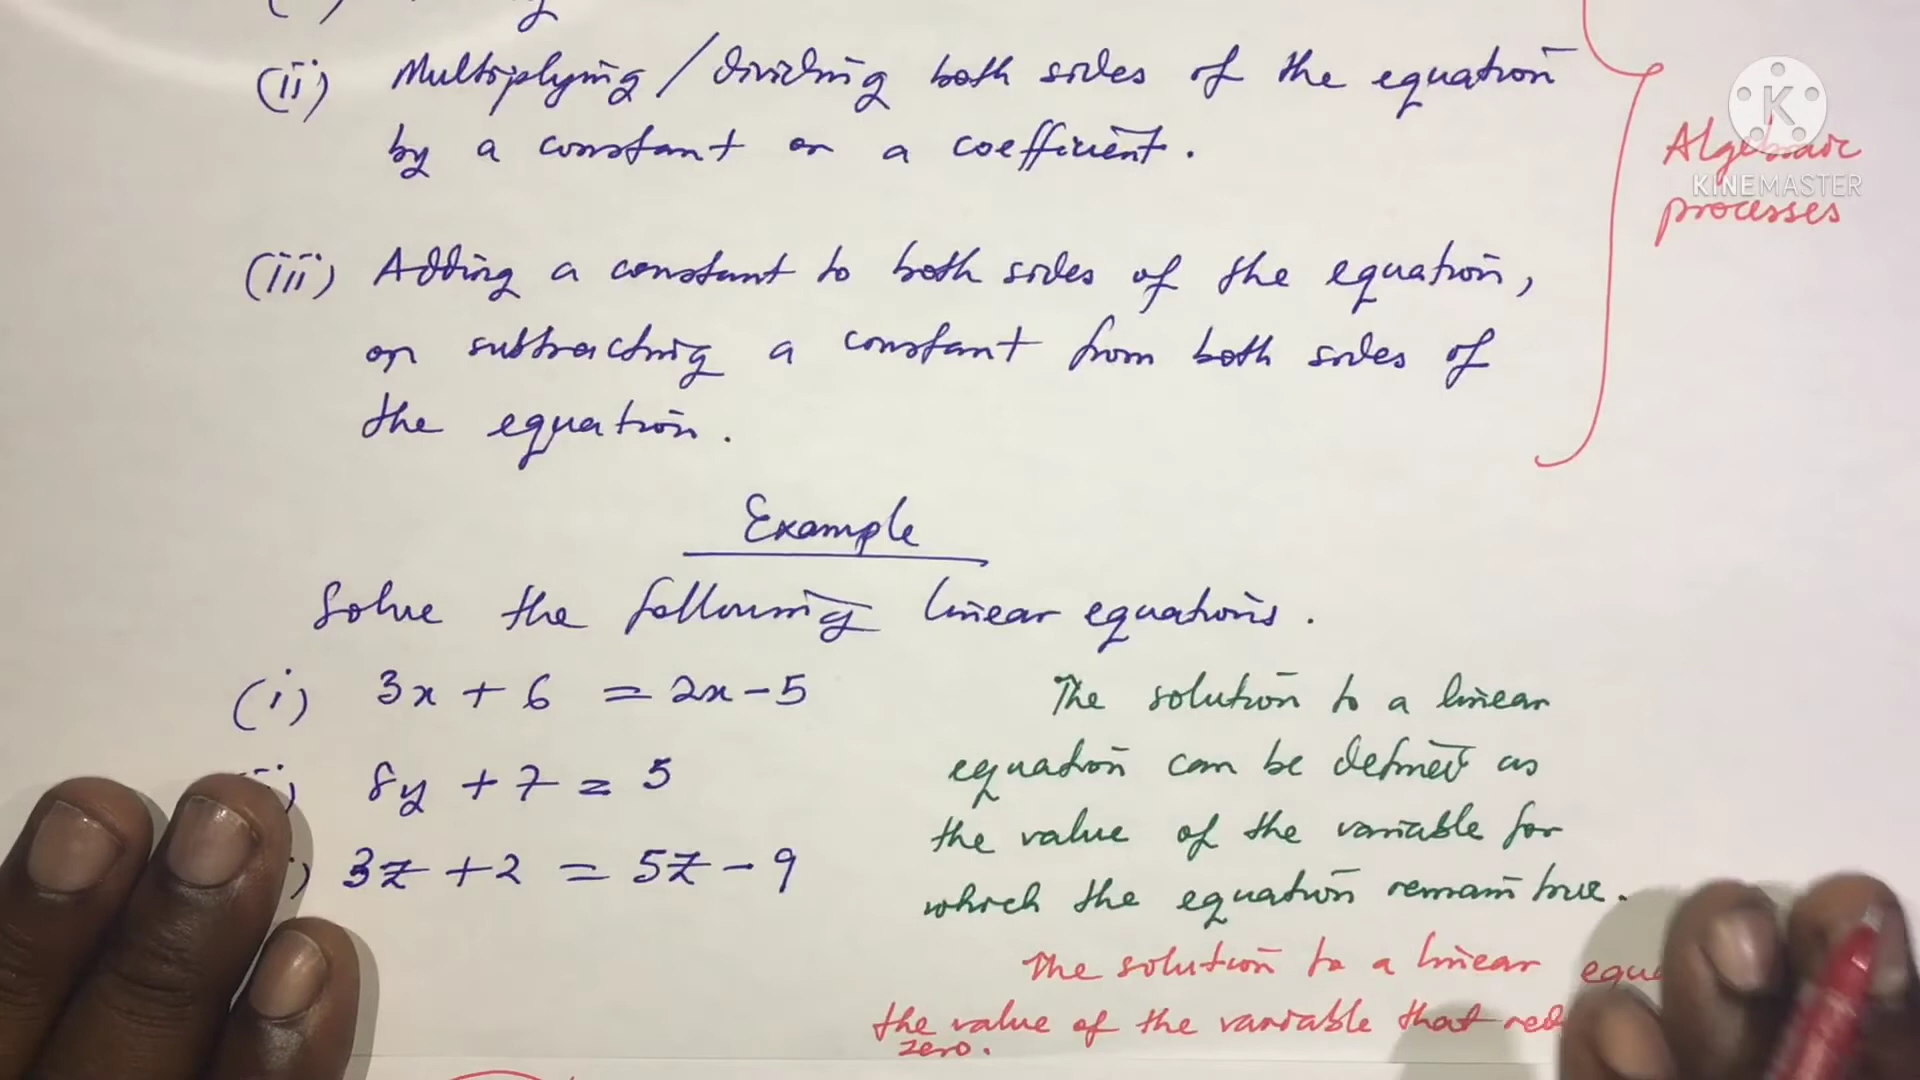 (ii) Multiplying / dividing both sides of the equation
by a constant or a coefficient.
(iii) Adding a constant to both sides of the equation,
or subtracting a constant from both sides of
the equation.
Algebraic
processes
K
KINEMASTER
Example
Solve the following linear equations.
(i) 3x + 6 = 2x - 5
8y + 7 = 5
) 3z + 2 = 5z - 9
The solution to a linear
equation can be defined as
the value of the variable for
which the equation remain true.
The solution to a linear
the value of the variable that
zero.